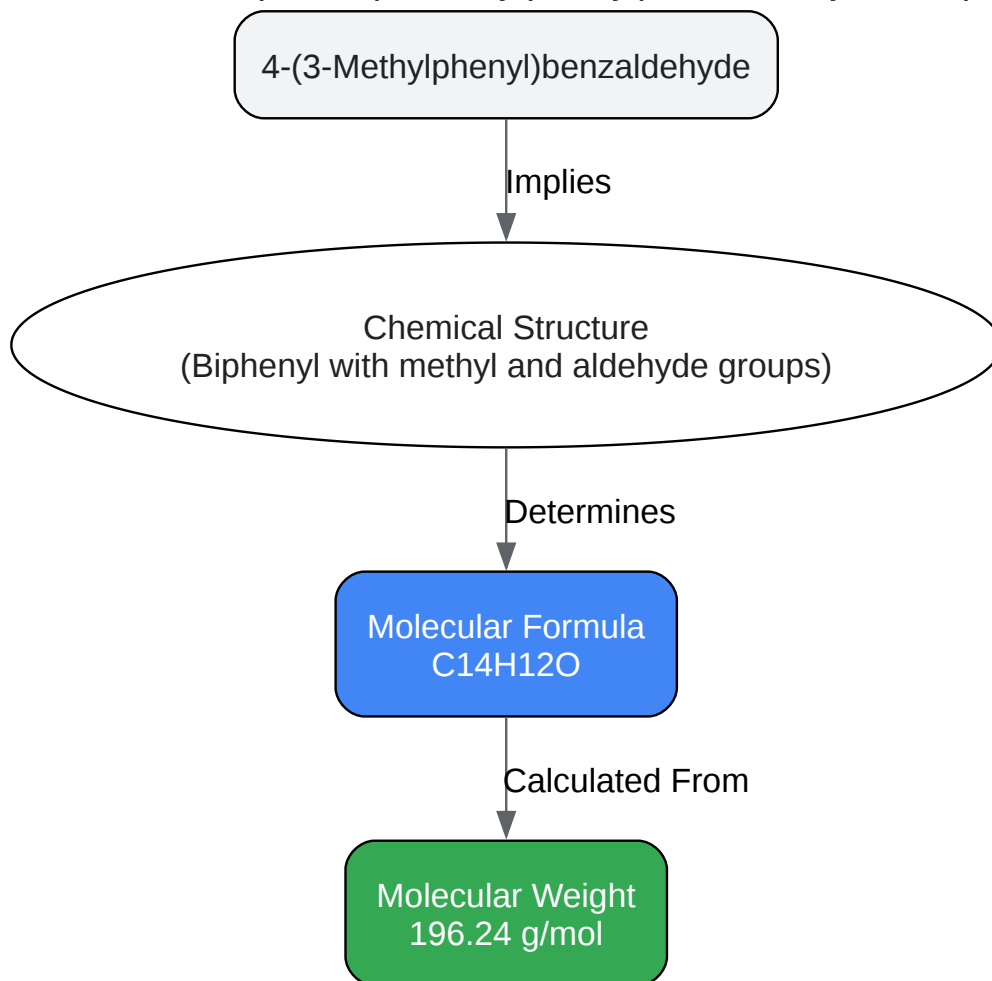 4-(3-Methylphenyl)benzaldehyde
Implies
Chemical Structure
(Biphenyl with methyl and aldehyde groups)
Determines
Molecular Formula
C14H12O
Calculated From
Molecular Weight
196.24 g/mol